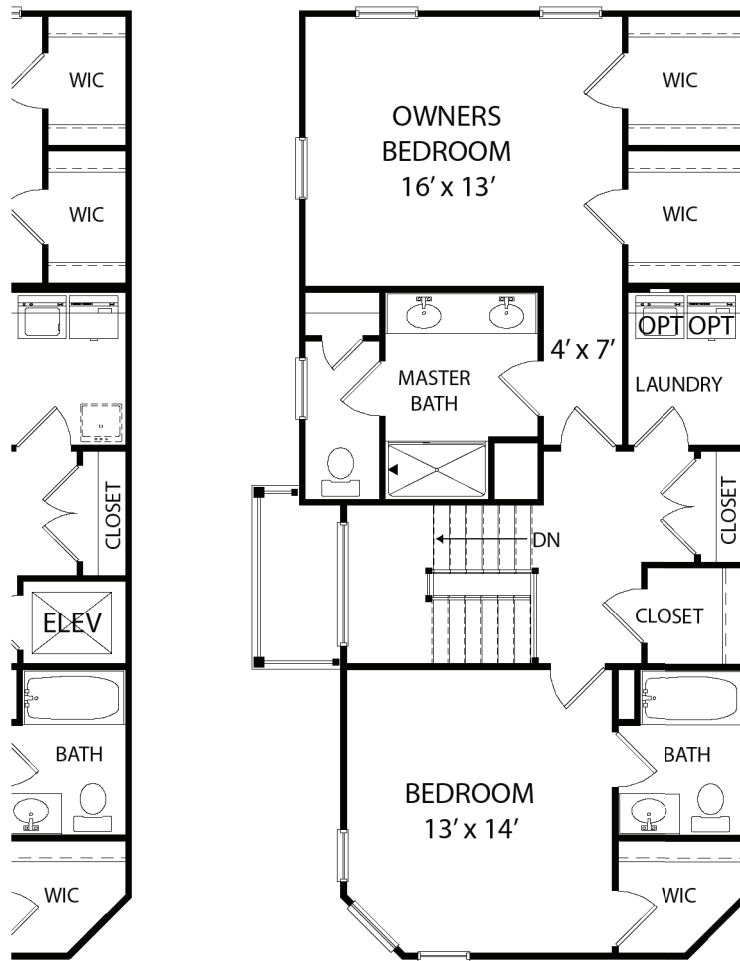 WIC
WIC
CLOSET
ELEV
BATH
WIC
OWNERS
BEDROOM
16’ x 13’
WIC
WIC
OPT OPT
4’ x 7’
LAUNDRY
MASTER
BATH
CLOSET
DN
CLOSET
BATH
BEDROOM
13’ x 14’
WIC